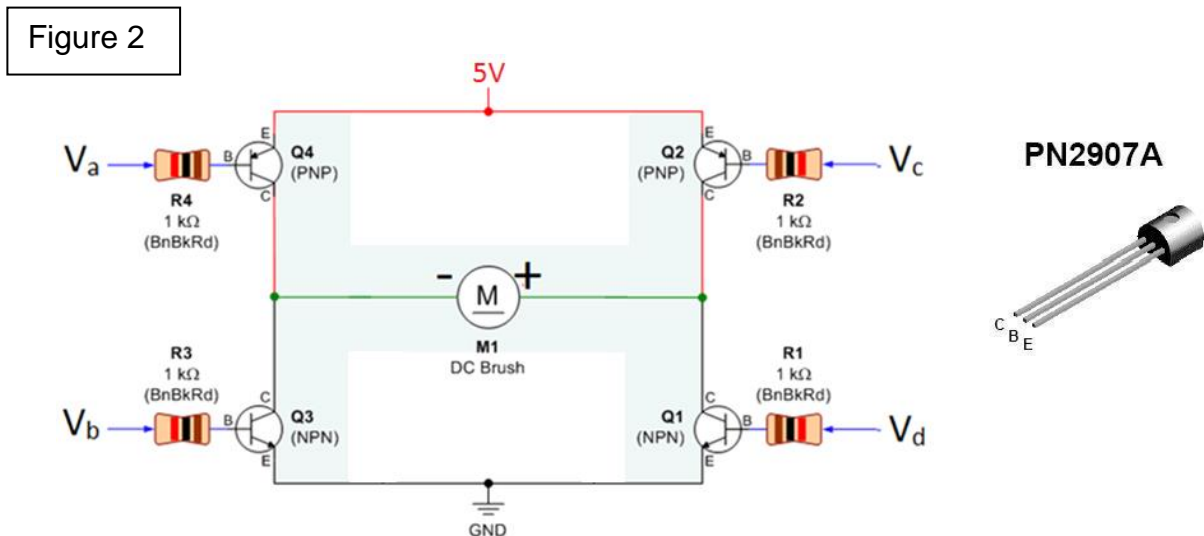 Figure 2
5V
Va
B
E
C
Q4
(PNP)
R4
1 kΩ
(BnBkRd)
Q2
(PNP)
E
B
C
R2
1 kΩ
(BnBkRd)
Vc
PN2907A
C
B
E
- +
M
M1
DC Brush
R3
1 kΩ
(BnBkRd)
Vb
B
C
E
Q3
(NPN)
Q1
(NPN)
C
B
E
R1
1 kΩ
(BnBkRd)
Vd
GND